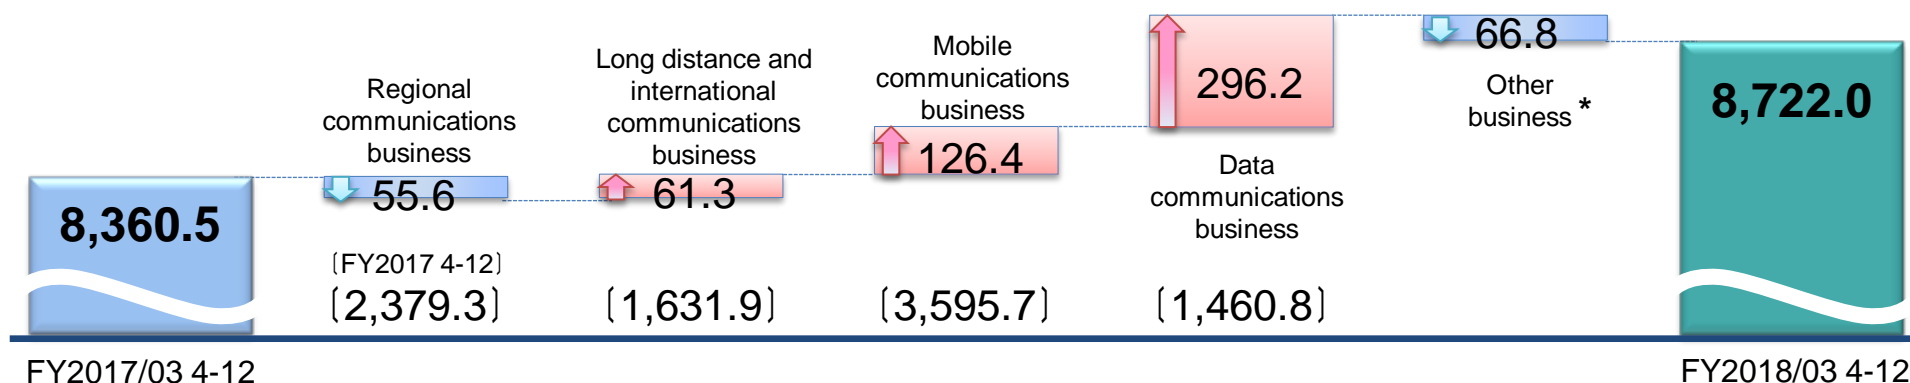 8,360.5
FY2017/03 4-12
Regional
communications
business
55.6
[FY2017 4-12]
[2,379.3]
Long distance and
international
communications
business
61.3
[1,631.9]
Mobile
communications
business
126.4
[3,595.7]
296.2
Data
communications
business
[1,460.8]
66.8
Other
business *
8,722.0
FY2018/03 4-12